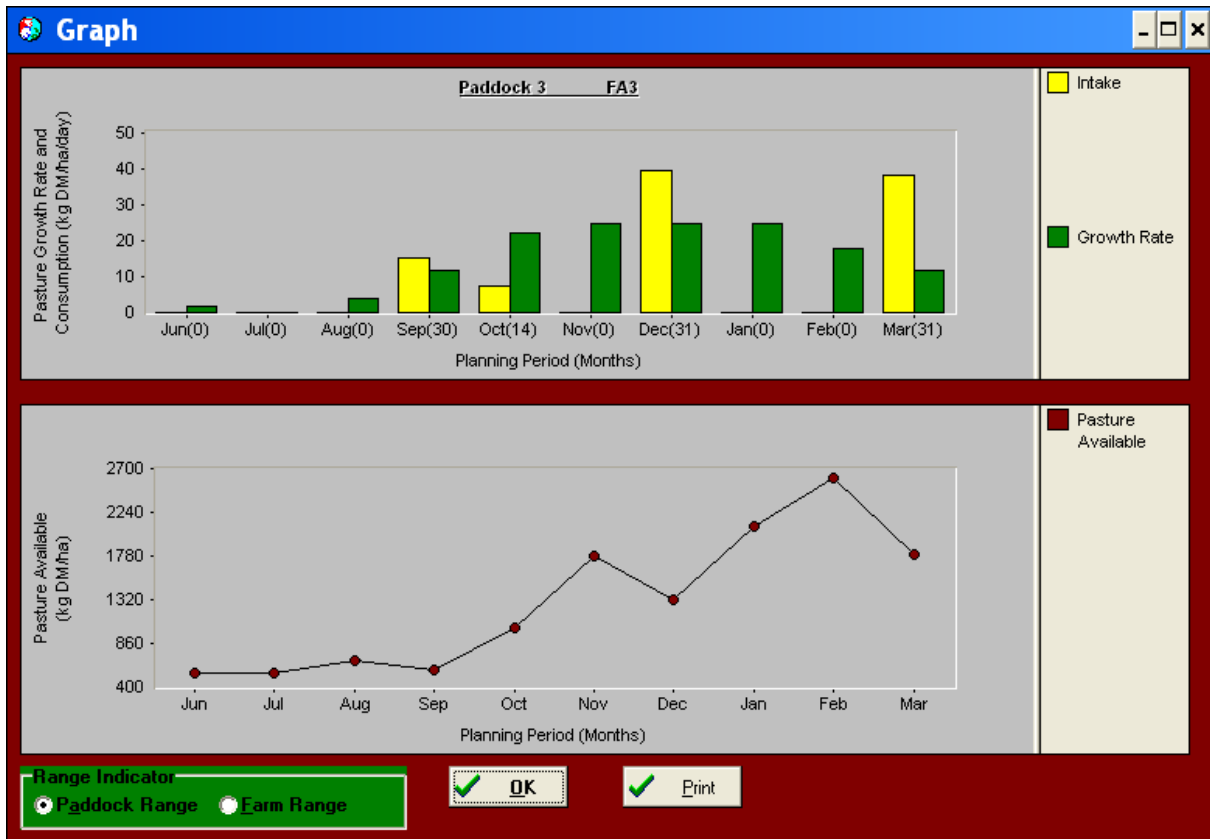 Graph
Paddock 3 FA3
Pasture Growth Rate and
Consumption (kg DM/ha/day)
50
40
30
20
10
0
Jun(0) Jul(0) Aug(0) Sep(30) Oct(14) Nov(0) Dec(31) Jan(0) Feb(0) Mar(31)
Planning Period (Months)
Intake
Growth Rate
Pasture Available
(kg DM/ha)
2700
2240
1780
1320
860
400
Jun Jul Aug Sep Oct Nov Dec Jan Feb Mar
Planning Period (Months)
Pasture
Available
Range Indicator
Paddock Range Farm Range
OK
Print